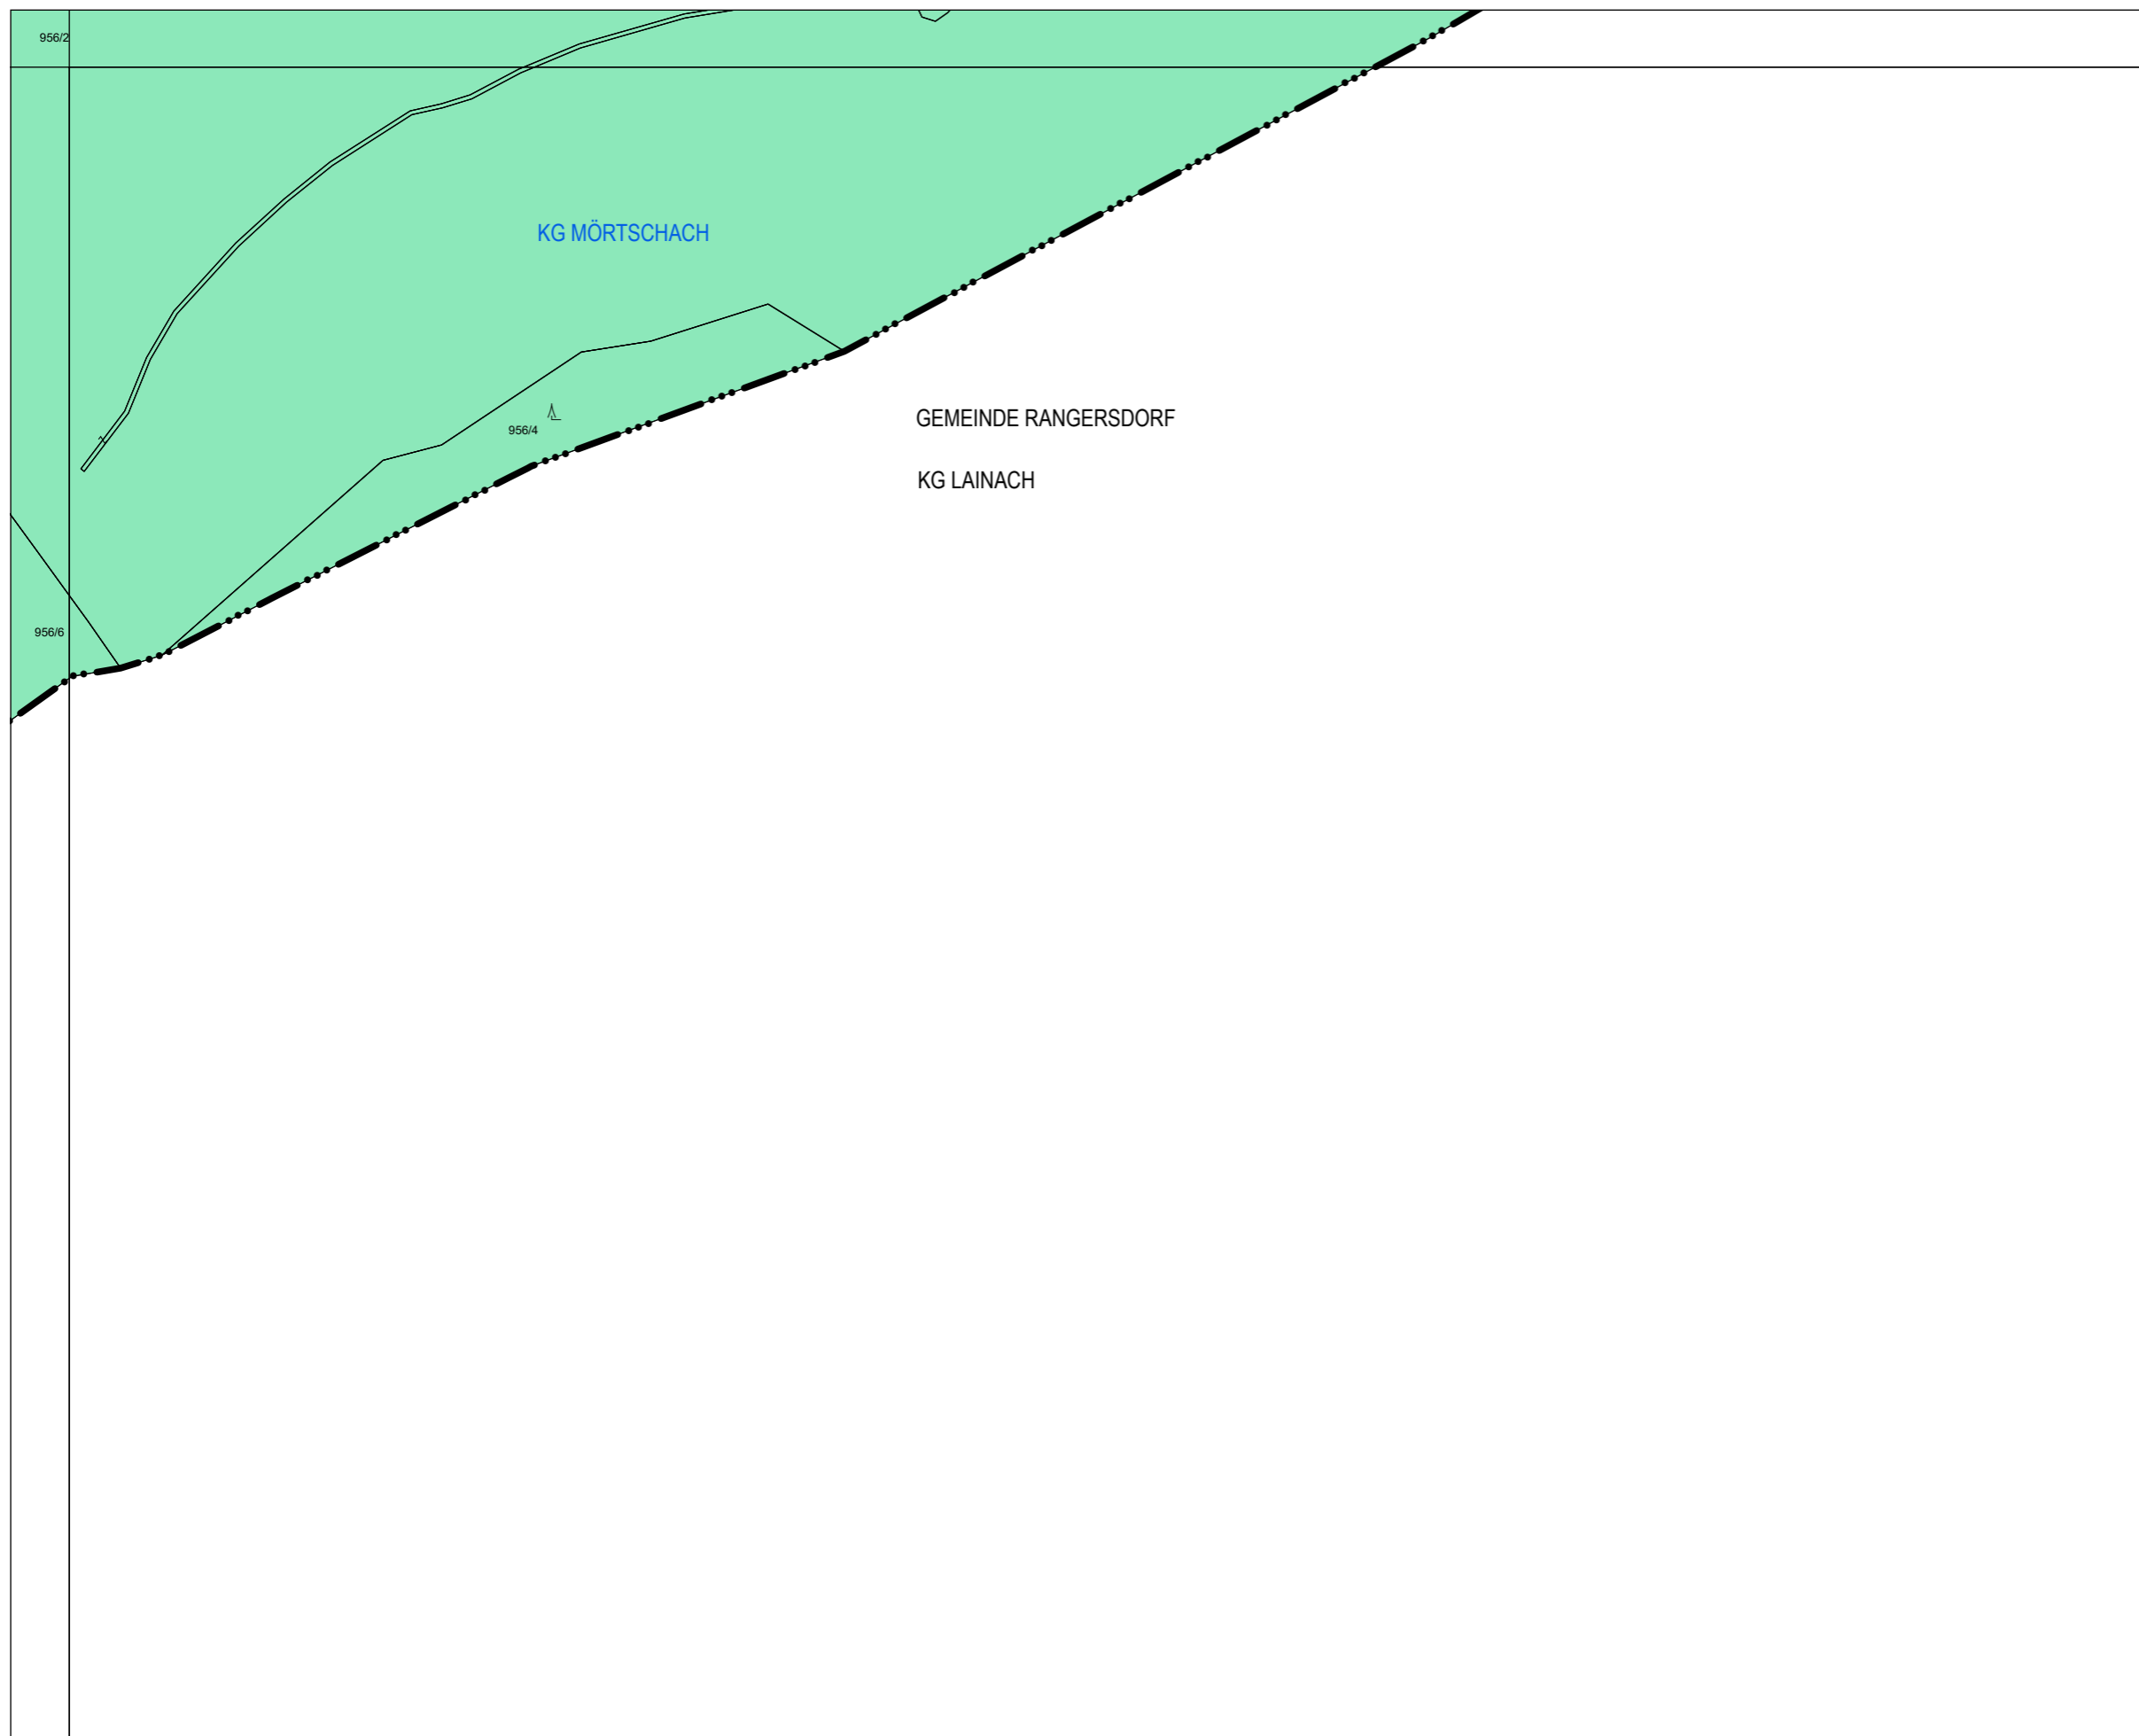 956/2
KG MÖRTSCHACH
GEMEINDE RANGERSDORF
956/4
KG LAINACH
956/6